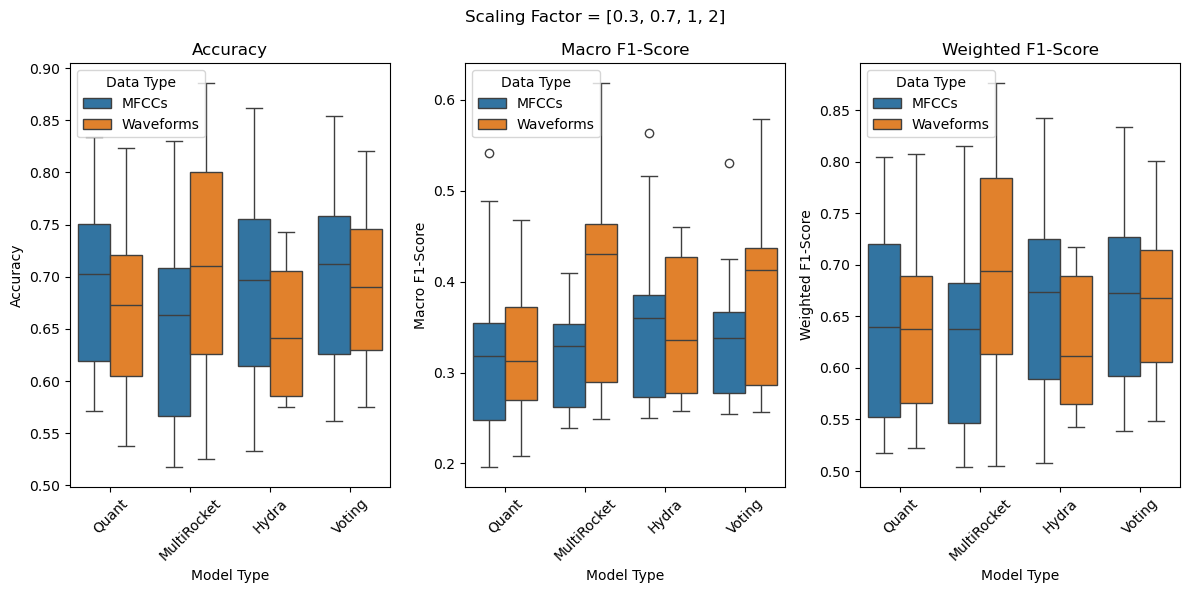 Scaling Factor = [0.3, 0.7, 1, 2]
Accuracy
Data Type
MFCCs
Waveforms
0.90
0.85
0.80
0.75
0.70
0.65
0.60
0.55
0.50
Accuracy
Quant
MultiRocket
Hydra
Voting
Model Type
Macro F1-Score
Data Type
MFCCs
Waveforms
0.6
0.5
0.4
0.3
0.2
Macro F1-Score
Quant
MultiRocket
Hydra
Voting
Model Type
Weighted F1-Score
Data Type
MFCCs
Waveforms
0.85
0.80
0.75
0.70
0.65
0.60
0.55
0.50
Weighted F1-Score
Quant
MultiRocket
Hydra
Voting
Model Type